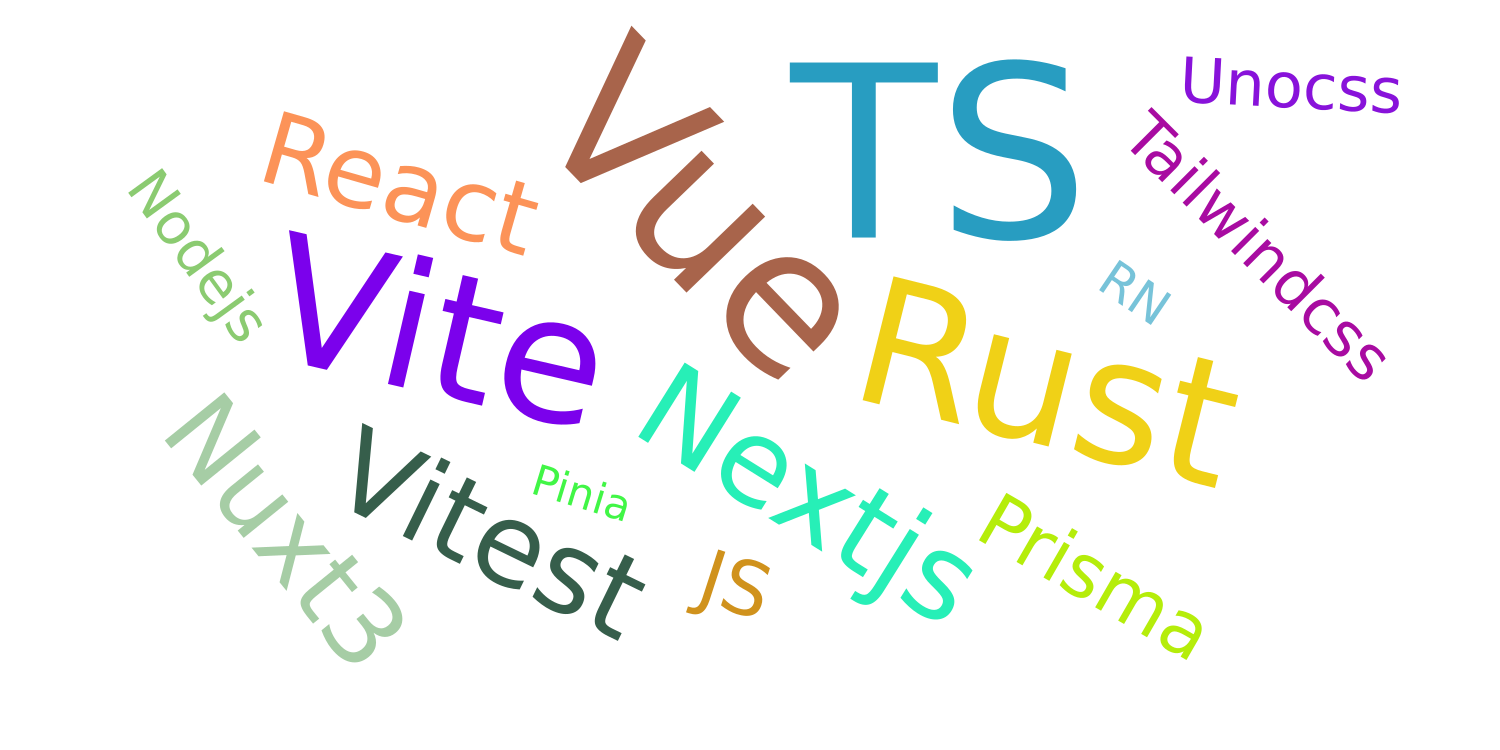 Vue
TS
Unocss
React
Tailwindcss
Nodejs
Vite
RN
Rust
Nextjs
Nuxt3
Vitest
Pinia
JS
Prisma